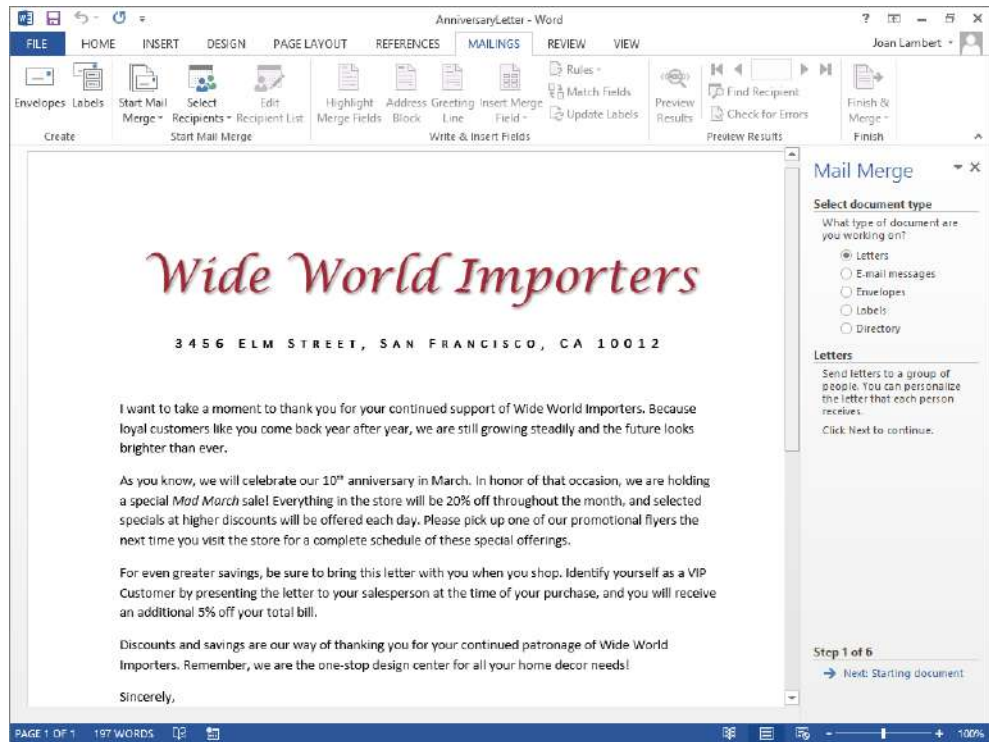 AnniversaryLetter - Word
FILE HOME INSERT DESIGN PAGE LAYOUT REFERENCES MAILINGS REVIEW VIEW Joan Lambert
Envelopes Labels
Create
Start Mail Merge
Select Recipients
Edit Recipient List
Start Mail Merge
Highlight Merge Fields
Address Block
Greeting Line
Insert Merge Field
Rules
Match Fields
Update Labels
Write & Insert Fields
Preview Results
Find Recipient
Check for Errors
Preview Results
Finish & Merge
Finish
Wide World Importers
3456 ELM STREET, SAN FRANCISCO, CA 10012
I want to take a moment to thank you for your continued support of Wide World Importers. Because
loyal customers like you come back year after year, we are still growing steadily and the future looks
brighter than ever.
As you know, we will celebrate our 10th anniversary in March. In honor of that occasion, we are holding
a special Mad March sale! Everything in the store will be 20% off throughout the month, and selected
specials at higher discounts will be offered each day. Please pick up one of our promotional flyers the
next time you visit the store for a complete schedule of these special offerings.
For even greater savings, be sure to bring this letter with you when you shop. Identify yourself as a VIP
Customer by presenting the letter to your salesperson at the time of your purchase, and you will receive
an additional 5% off your total bill.
Discounts and savings are our way of thanking you for your continued patronage of Wide World
Importers. Remember, we are the one-stop design center for all your home decor needs!
Sincerely,
Mail Merge
Select document type
What type of document are
you working on?
Letters
E-mail messages
Envelopes
Labels
Directory
Letters
Send letters to a group of
people. You can personalize
the letter that each person
receives.
Click Next to continue.
Step 1 of 6
Next: Starting document
PAGE 1 OF 1 197 WORDS 100%